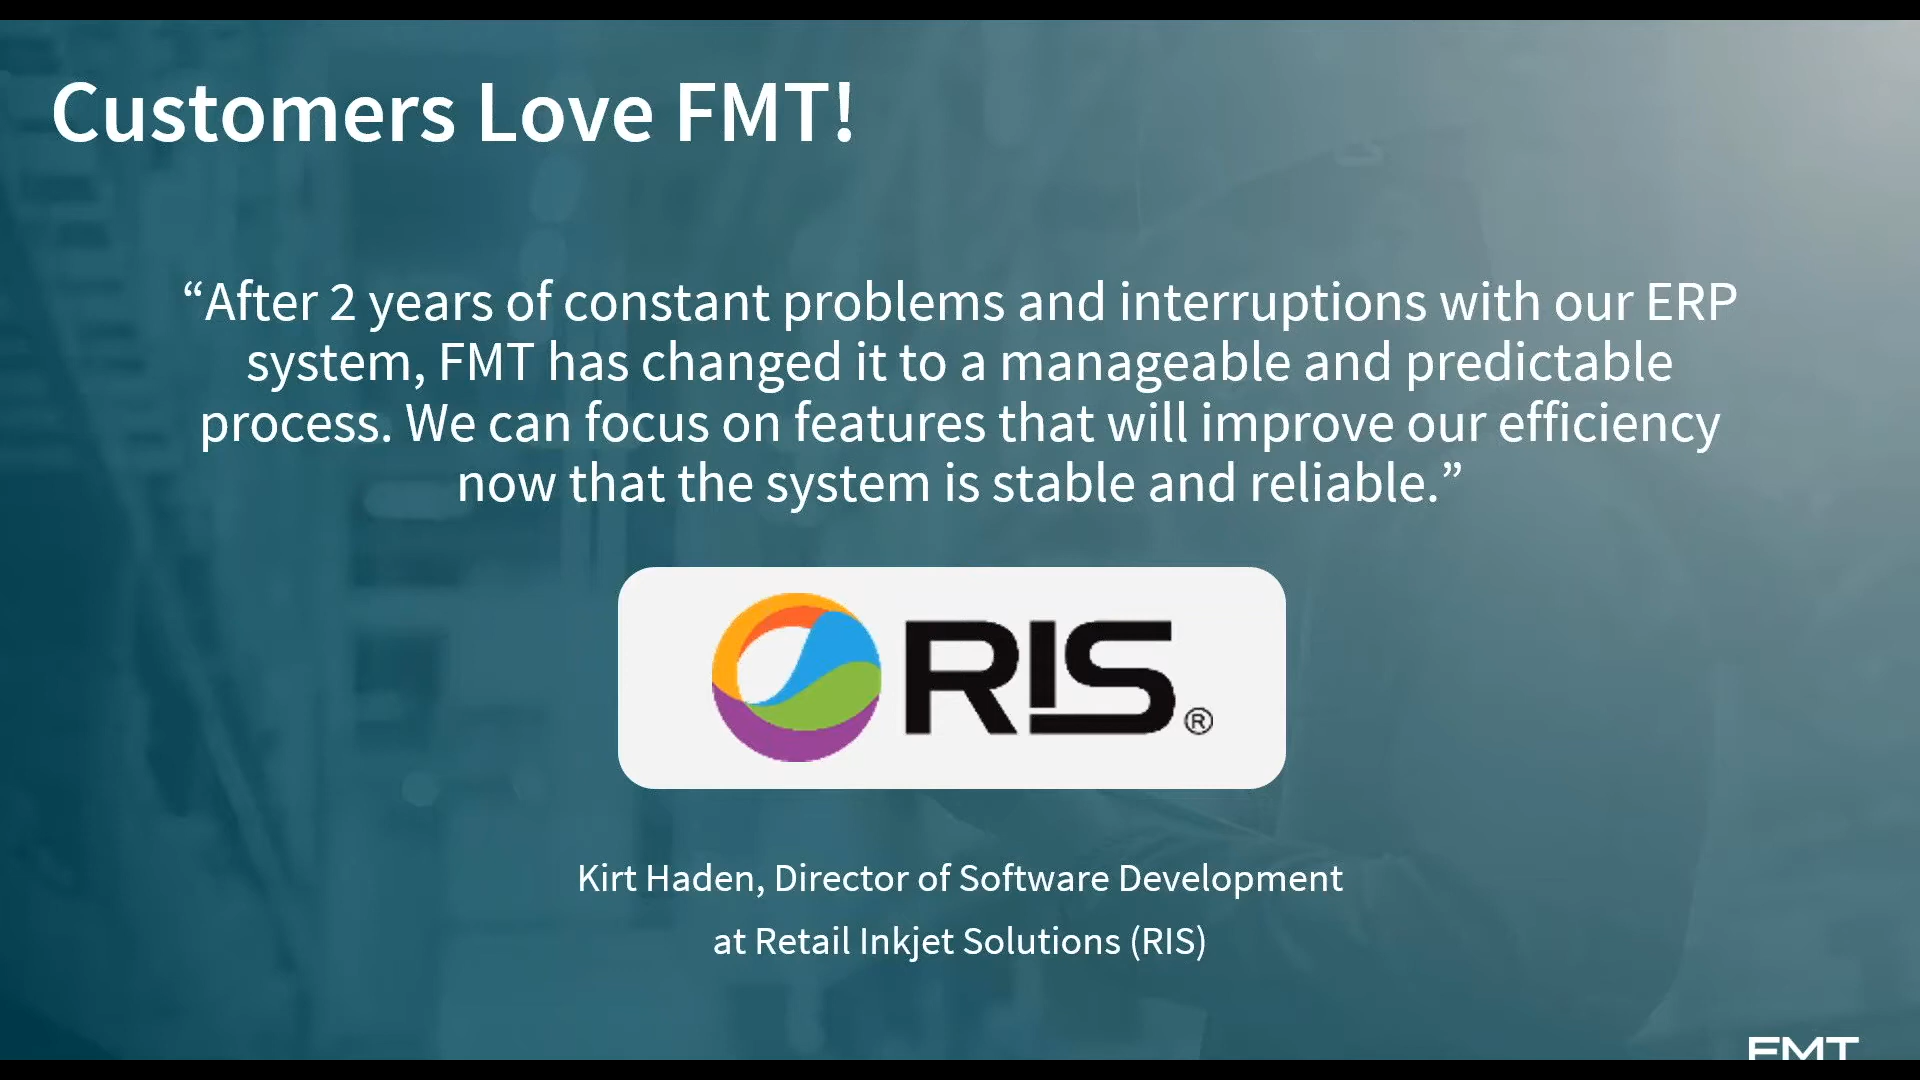 Customers Love FMT!
“After 2 years of constant problems and interruptions with our ERP
system, FMT has changed it to a manageable and predictable
process. We can focus on features that will improve our efficiency
now that the system is stable and reliable.”
RIS®
Kirt Haden, Director of Software Development
at Retail Inkjet Solutions (RIS)
FMT